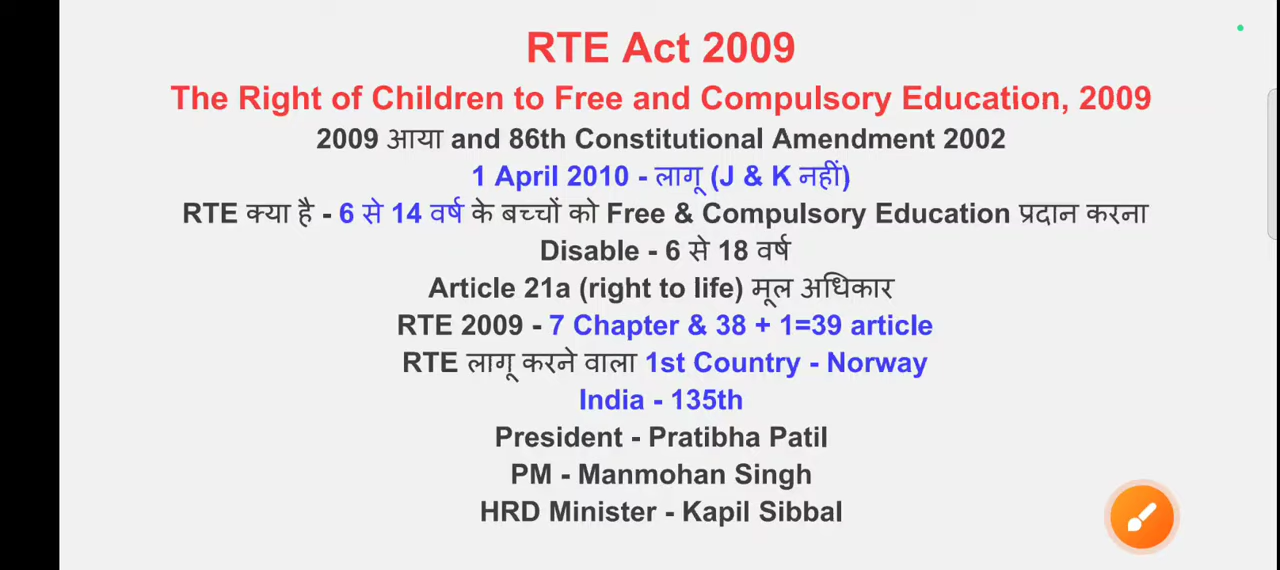 RTE Act 2009
The Right of Children to Free and Compulsory Education, 2009
2009 आया and 86th Constitutional Amendment 2002
1 April 2010 - लागू (J & K नहीं)
RTE क्या है - 6 से 14 वर्ष के बच्चों को Free & Compulsory Education प्रदान करना
Disable - 6 से 18 वर्ष
Article 21a (right to life) मूल अधिकार
RTE 2009 - 7 Chapter & 38 + 1=39 article
RTE लागू करने वाला 1st Country - Norway
India - 135th
President - Pratibha Patil
PM - Manmohan Singh
HRD Minister - Kapil Sibbal